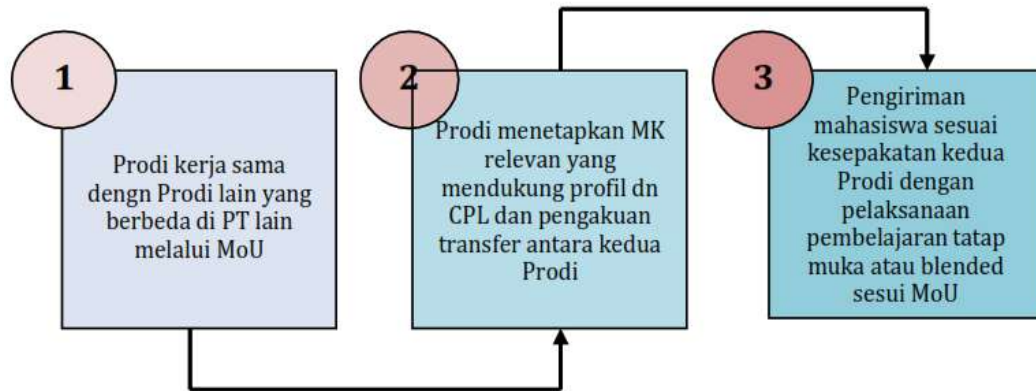 1
Prodi kerja sama
dengn Prodi lain yang
berbeda di PT lain
melalui MoU
2
Prodi menetapkan MK
relevan yang
mendukung profil dn
CPL dan pengakuan
transfer antara kedua
Prodi
3
Pengiriman
mahasiswa sesuai
kesepakatan kedua
Prodi dengan
pelaksanaan
pembelajaran tatap
muka atau blended
sesui MoU